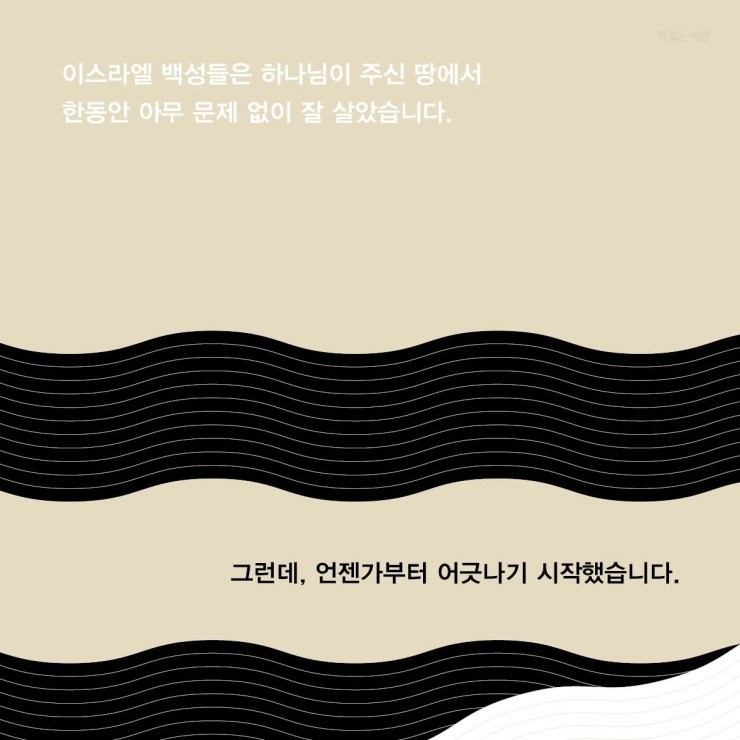 이스라엘 백성들은 하나님이 주신 땅에서
한동안 아무 문제 없이 잘 살았습니다.
그런데, 언젠가부터 어긋나기 시작했습니다.